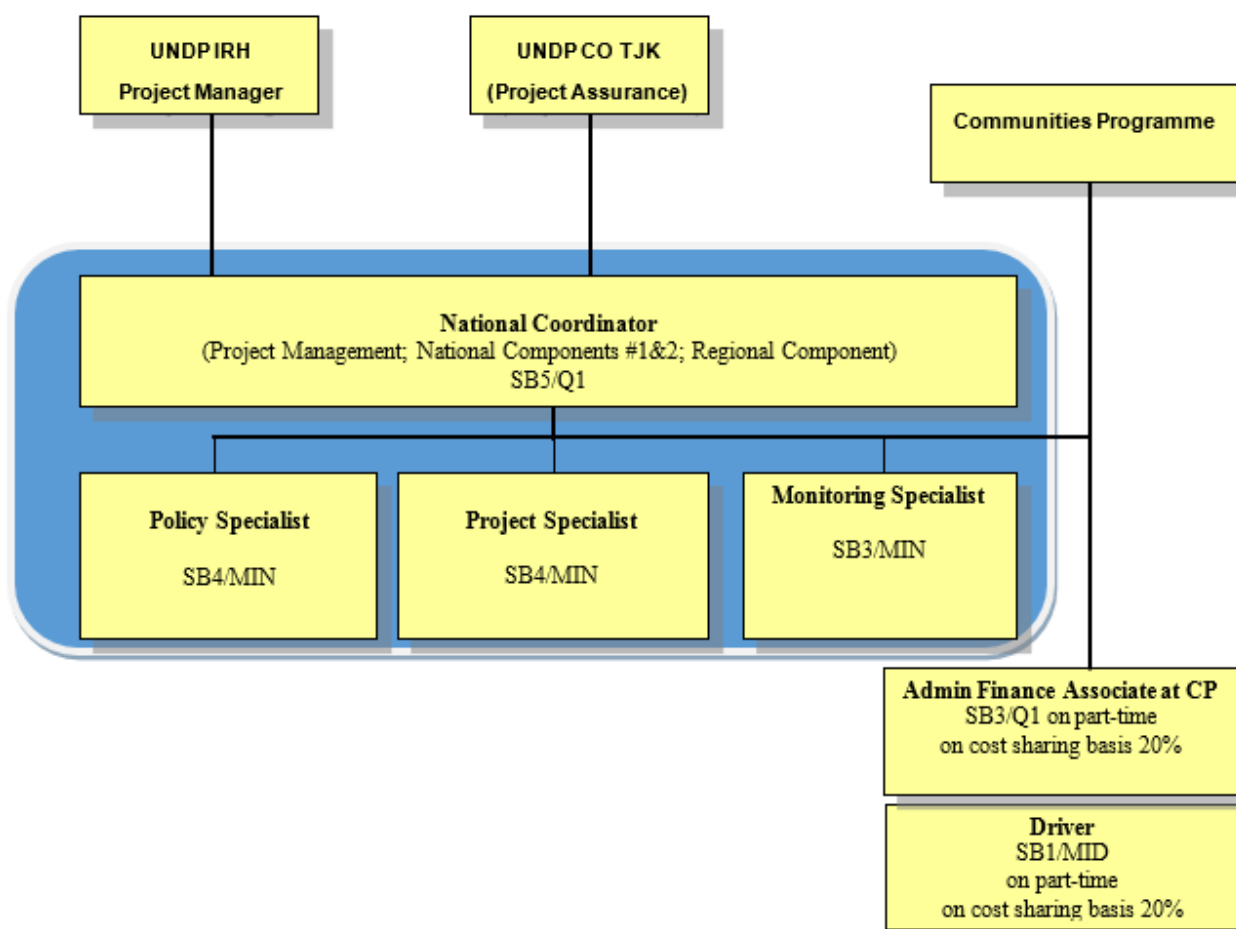 UNDP IRH
Project Manager
UNDP CO TJK
(Project Assurance)
Communities Programme
National Coordinator
(Project Management; National Components #1&2; Regional Component)
SB5/Q1
Policy Specialist
SB4/MIN
Project Specialist
SB4/MIN
Monitoring Specialist
SB3/MIN
Admin Finance Associate at CP
SB3/Q1 on part-time
on cost sharing basis 20%
Driver
SB1/MID
on part-time
on cost sharing basis 20%